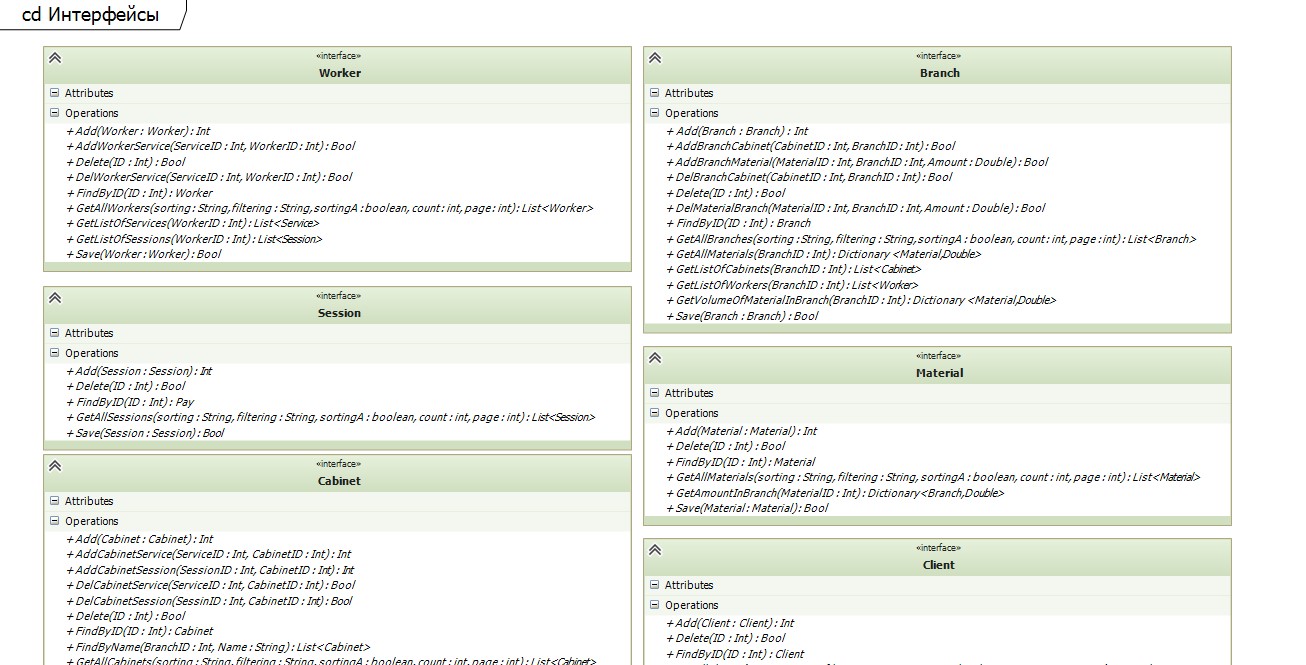 cd Интерфейсы
«interface»
Worker
Attributes
Operations
+ Add(Worker : Worker) : Int
+ AddWorkerService(ServiceID : Int, WorkerID : Int) : Bool
+ Delete(ID : Int) : Bool
+ DelWorkerService(ServiceID : Int, WorkerID : Int) : Bool
+ FindByID(ID : Int) : Worker
+ GetAllWorkers(sorting : String, filtering : String, sortingA : boolean, count : int, page : int) : List<Worker>
+ GetListOfServices(WorkerID : Int) : List<Service>
+ GetListOfSessions(WorkerID : Int) : List<Session>
+ Save(Worker : Worker) : Bool
«interface»
Session
Attributes
Operations
+ Add(Session : Session) : Int
+ Delete(ID : Int) : Bool
+ FindByID(ID : Int) : Pay
+ GetAllSessions(sorting : String, filtering : String, sortingA : boolean, count : int, page : int) : List<Session>
+ Save(Session : Session) : Bool
«interface»
Cabinet
Attributes
Operations
+ Add(Cabinet : Cabinet) : Int
+ AddCabinetService(ServiceID : Int, CabinetID : Int) : Int
+ AddCabinetSession(SessionID : Int, CabinetID : Int) : Int
+ DelCabinetService(ServiceID : Int, CabinetID : Int) : Bool
+ DelCabinetSession(SessinID : Int, CabinetID : Int) : Bool
+ Delete(ID : Int) : Bool
+ FindByID(ID : Int) : Cabinet
+ FindByName(BranchID : Int, Name : String) : List<Cabinet>
+ GetAllCabinets(sorting : String, filtering : String, sortingA : boolean, count : int, page : int) : List<Cabinet>
«interface»
Branch
Attributes
Operations
+ Add(Branch : Branch) : Int
+ AddBranchCabinet(CabinetID : Int, BranchID : Int) : Bool
+ AddBranchMaterial(MaterialID : Int, BranchID : Int, Amount : Double) : Bool
+ DelBranchCabinet(CabinetID : Int, BranchID : Int) : Bool
+ Delete(ID : Int) : Bool
+ DelMaterialBranch(MaterialID : Int, BranchID : Int, Amount : Double) : Bool
+ FindByID(ID : Int) : Branch
+ GetAllBranches(sorting : String, filtering : String, sortingA : boolean, count : int, page : int) : List<Branch>
+ GetAllMaterials(BranchID : Int) : Dictionary <Material,Double>
+ GetListOfCabinets(BranchID : Int) : List<Cabinet>
+ GetListOfWorkers(BranchID : Int) : List<Worker>
+ GetVolumeOfMaterialInBranch(BranchID : Int) : Dictionary <Material,Double>
+ Save(Branch : Branch) : Bool
«interface»
Material
Attributes
Operations
+ Add(Material : Material) : Int
+ Delete(ID : Int) : Bool
+ FindByID(ID : Int) : Material
+ GetAllMaterials(sorting : String, filtering : String, sortingA : boolean, count : int, page : int) : List<Material>
+ GetAmountInBranch(MaterialID : Int) : Dictionary<Branch,Double>
+ Save(Material : Material) : Bool
«interface»
Client
Attributes
Operations
+ Add(Client : Client) : Int
+ Delete(ID : Int) : Bool
+ FindByID(ID : Int) : Client